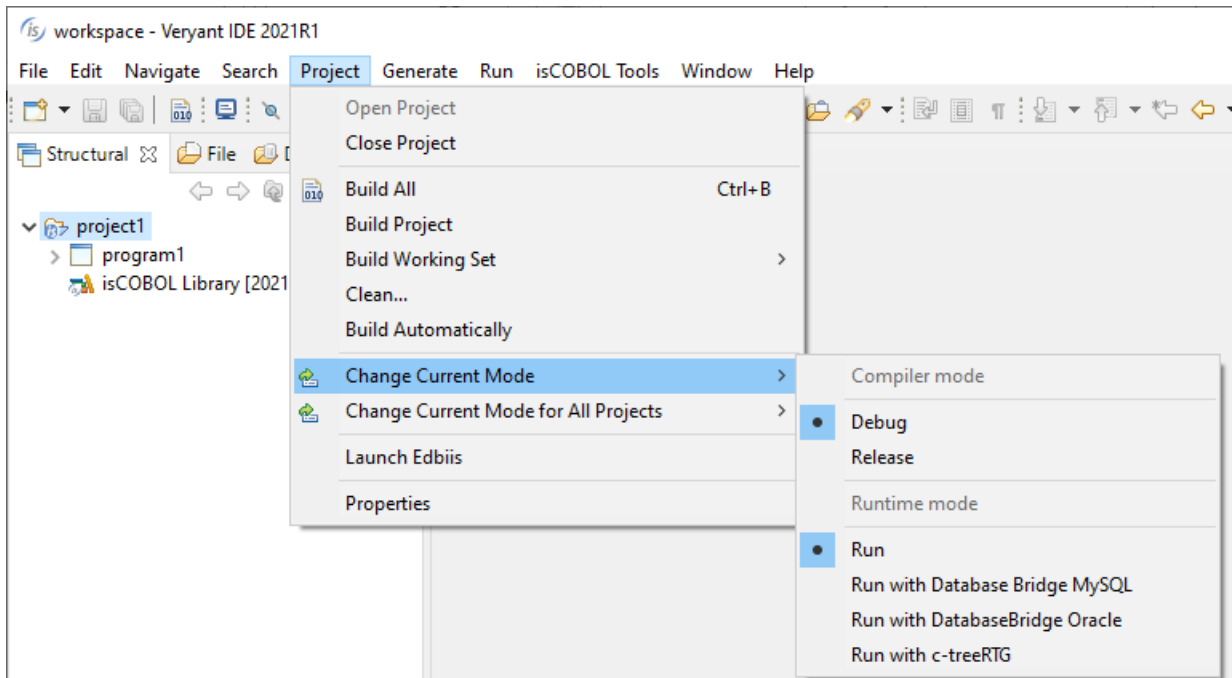 workspace - Veryant IDE 2021R1
File Edit Navigate Search Project Generate Run isCOBOL Tools Window Help
Structural File
Open Project
Close Project
Build All Ctrl+B
Build Project
Build Working Set
Clean...
Build Automatically
Change Current Mode
Change Current Mode for All Projects
Launch Edbiis
Properties
project1
program1
isCOBOL Library [2021
Compiler mode
Debug
Release
Runtime mode
Run
Run with Database Bridge MySQL
Run with DatabaseBridge Oracle
Run with c-treeRTG